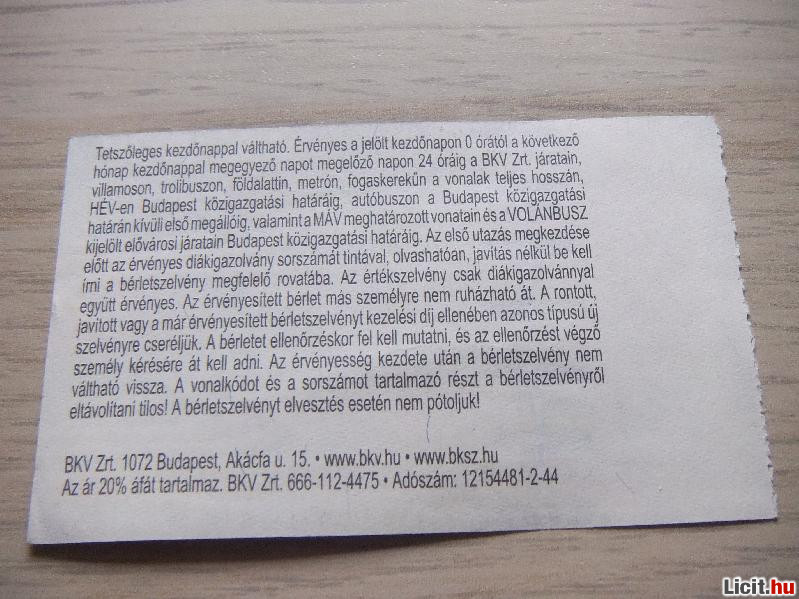 Tetszőleges kezdőnappal váltható. Érvényes a jelölt kezdőnapon 0 órától a következő
hónap kezdőnappal megegyező napot megelőző napon 24 óráig a BKV Zrt. járatain,
villamoson, trolibuszon, földalattin, metrón, fogaskerekűn a vonalak teljes hosszán,
HÉV-en Budapest közigazgatási határáig, autóbuszon a Budapest közigazgatási
határán kívüli első megállóig, valamint a MÁV meghatározott vonatain és a VOLÁNBUSZ
kijelölt elővárosi járatain Budapest közigazgatási határáig. Az első utazás megkezdése
előtt az érvényes diákigazolvány sorszámát tintával, olvashatóan, javítás nélkül be kell
írni a bérletszelvény megfelelő rovatába. Az értékszelvény csak diákigazolvánnyal
együtt érvényes. Az érvényesített bérlet más személyre nem ruházható át. A rontott,
javított vagy a már érvényesített bérletszelvényt kezelési díj ellenében azonos típusú új
szelvényre cseréljük. A bérletet ellenőrzéskor fel kell mutatni, és az ellenőrzést végző
személy kérésére át kell adni. Az érvényesség kezdete után a bérletszelvény nem
váltható vissza. A vonalkódot és a sorszámot tartalmazó részt a bérletszelvényről
eltávolítani tilos! A bérletszelvényt elvesztés esetén nem pótoljuk!
BKV Zrt. 1072 Budapest, Akácfa u. 15. • www.bkv.hu • www.bksz.hu
Az ár 20% áfát tartalmaz. BKV Zrt. 666-112-4475 • Adószám: 12154481-2-44
Licit.hu